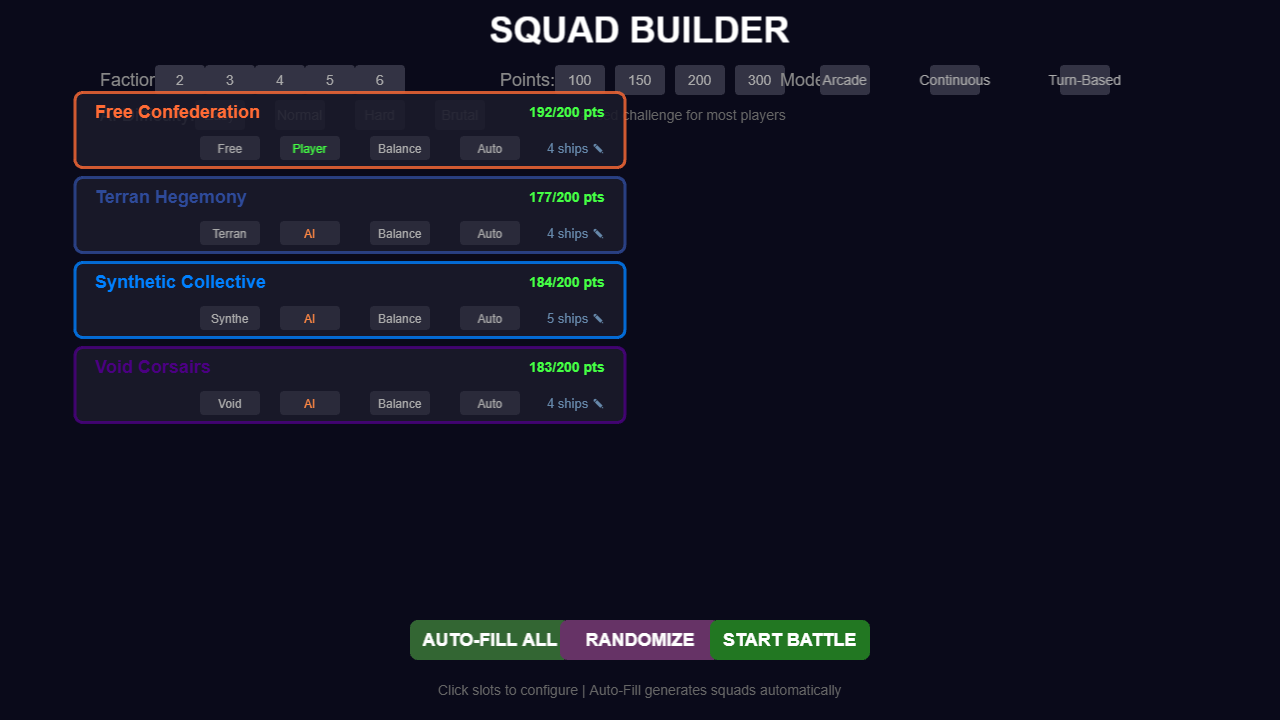 SQUAD BUILDER
Faction 2 3 4 5 6 Points: 100 150 200 300 Mode Arcade Continuous Turn-Based
Free Confederation 192/200 pts
Normal Hard Brutal challenge for most players
Free Player Balance Auto 4 ships
Terran Hegemony 177/200 pts
Terran AI Balance Auto 4 ships
Synthetic Collective 184/200 pts
Synthe AI Balance Auto 5 ships
Void Corsairs 183/200 pts
Void AI Balance Auto 4 ships
AUTO-FILL ALL RANDOMIZE START BATTLE
Click slots to configure | Auto-Fill generates squads automatically